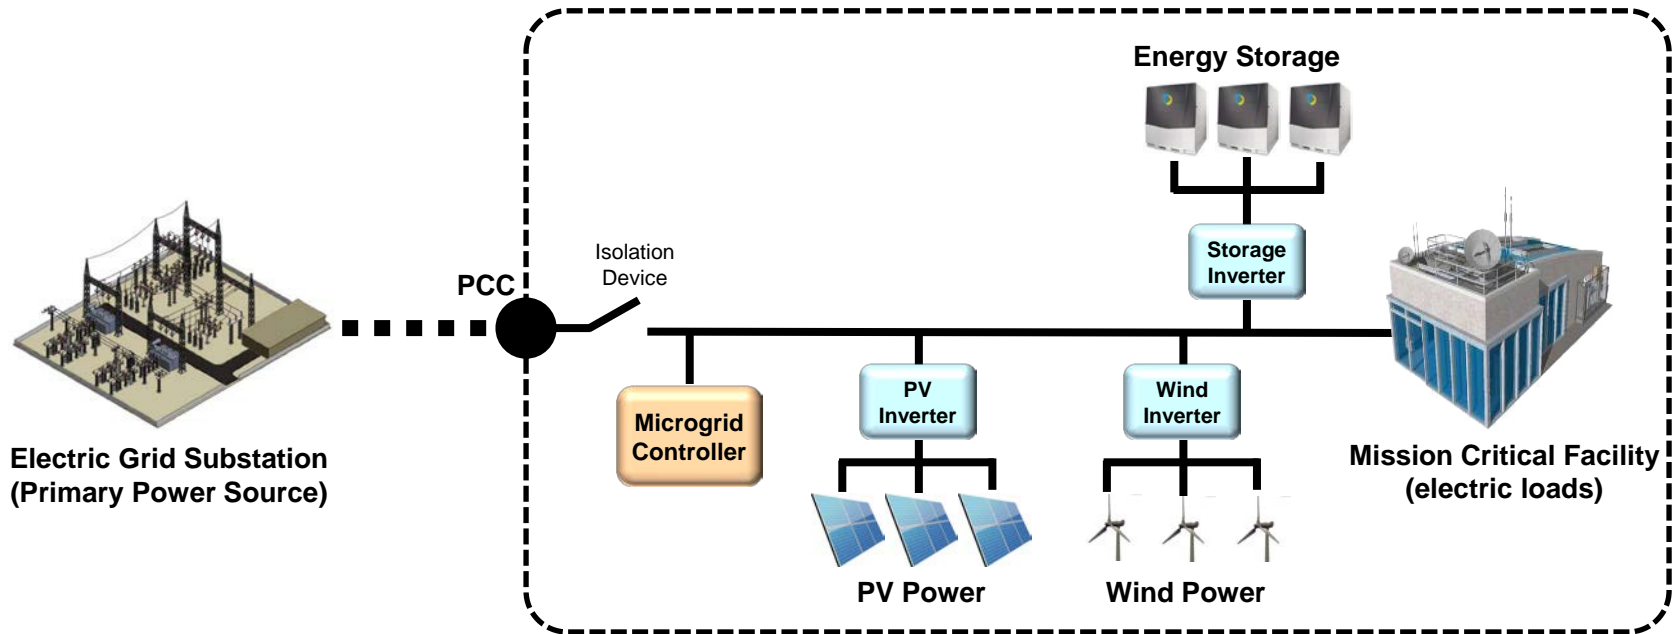 Energy Storage
Storage
Inverter
Isolation
Device
PCC
PV
Inverter
Wind
Inverter
Microgrid
Controller
Electric Grid Substation
(Primary Power Source)
Mission Critical Facility
(electric loads)
PV Power
Wind Power